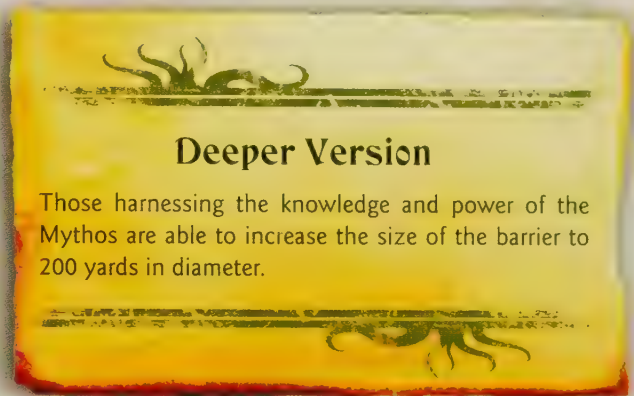 Deeper Version
Those harnessing the knowledge and power of the
Mythos are able to increase the size of the barrier to
200 yards in diameter.